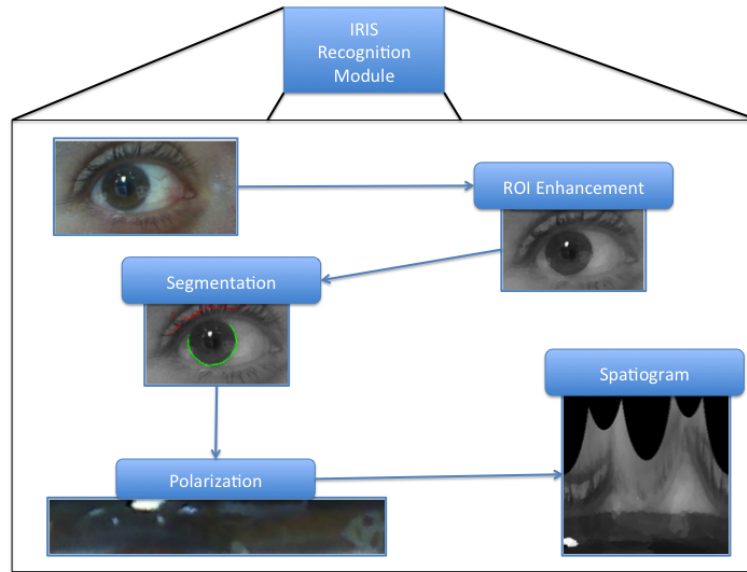 IRIS
Recognition
Module
ROI Enhancement
Segmentation
Spatiogram
Polarization